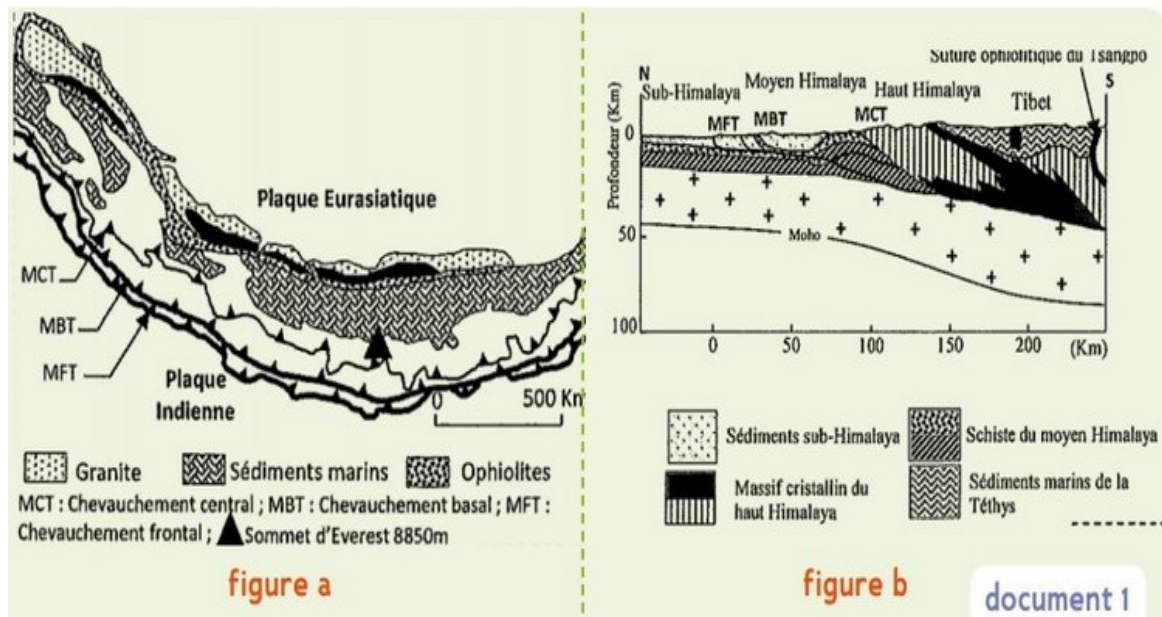 Plaque Eurasiatique
MCT
MBT
MFT
Plaque
Indienne
0 500 Kn
Granite Sédiments marins Ophiolites
MCT : Chevauchement central ; MBT : Chevauchement basal ; MFT :
Chevauchement frontal ; Sommet d'Everest 8850m
figure a
Suture ophiolitique du Tsangpo
N S
Sub-Himalaya Moyen Himalaya Haut Himalaya
Tibet
MFT MBT MCT
Profondeur (Km)
0
50
100
Moho
0 50 100 150 200 (Km)
Sédiments sub-Himalaya
Schiste du moyen Himalaya
Massif cristallin du
haut Himalaya
Sédiments marins de la
Téthys
figure b
document 1